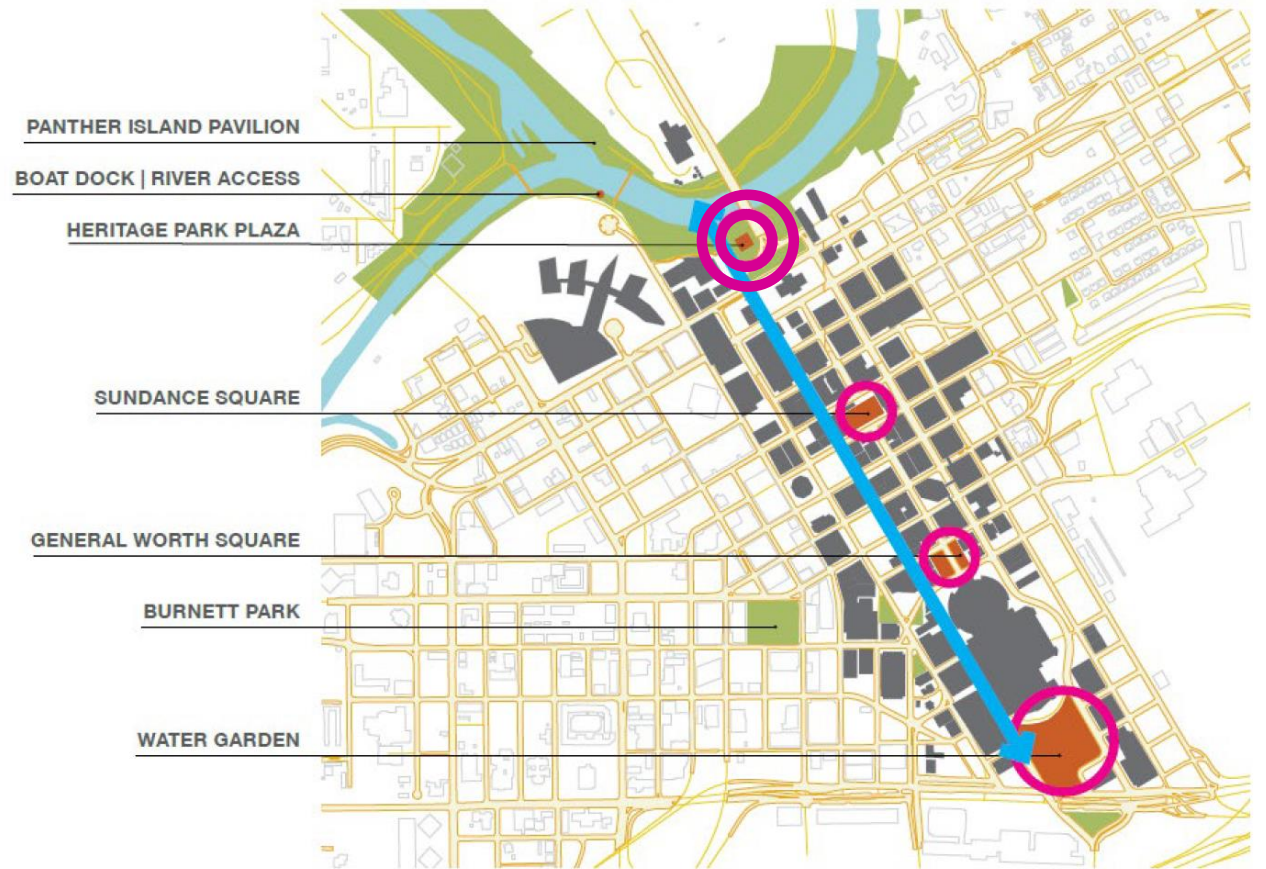 PANTHER ISLAND PAVILION
BOAT DOCK | RIVER ACCESS
HERITAGE PARK PLAZA
SUNDANCE SQUARE
GENERAL WORTH SQUARE
BURNETT PARK
WATER GARDEN